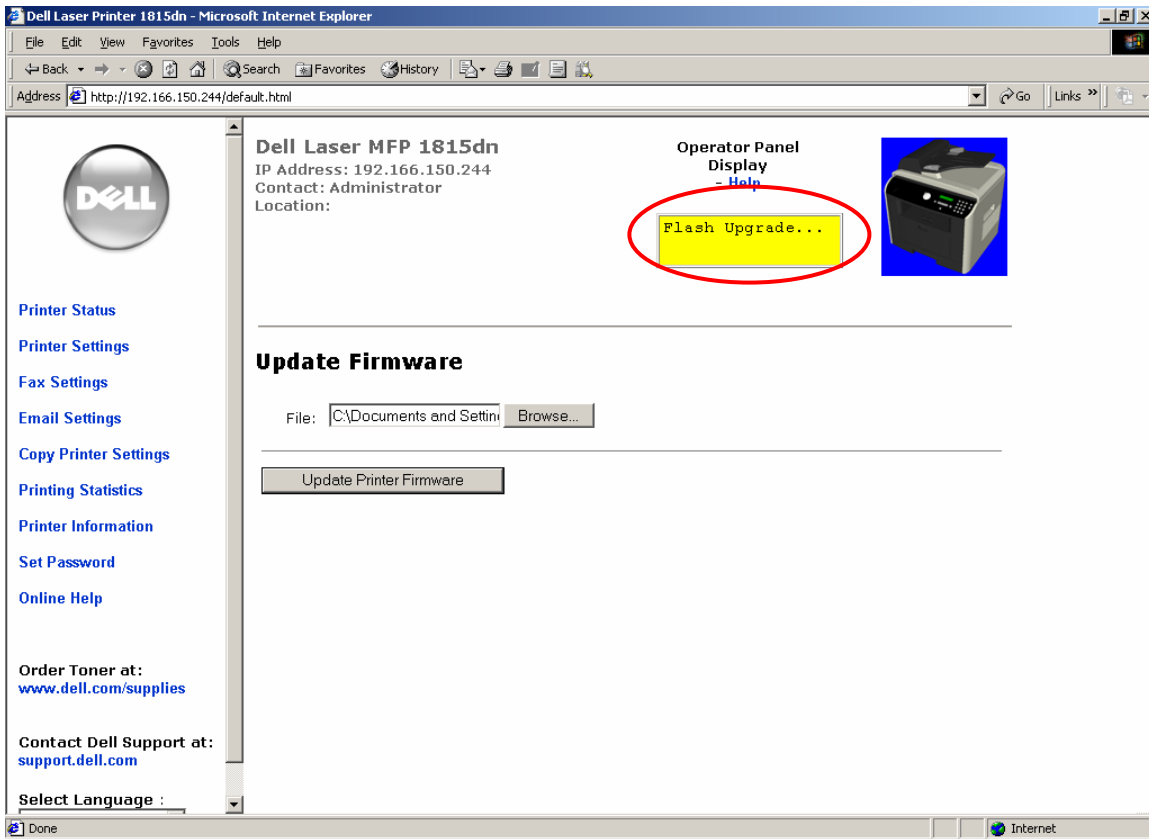 Dell Laser Printer 1815dn - Microsoft Internet Explorer
File Edit View Favorites Tools Help
Back Search Favorites History
Address http://192.166.150.244/default.html Go Links »
DELL
Dell Laser MFP 1815dn
IP Address: 192.166.150.244
Contact: Administrator
Location:
Operator Panel
Display
- Help
Flash Upgrade...
Printer Status
Printer Settings
Fax Settings
Email Settings
Copy Printer Settings
Printing Statistics
Printer Information
Set Password
Online Help
Order Toner at:
www.dell.com/supplies
Contact Dell Support at:
support.dell.com
Select Language :
Update Firmware
File: C:\Documents and Settin Browse...
Update Printer Firmware
Done Internet